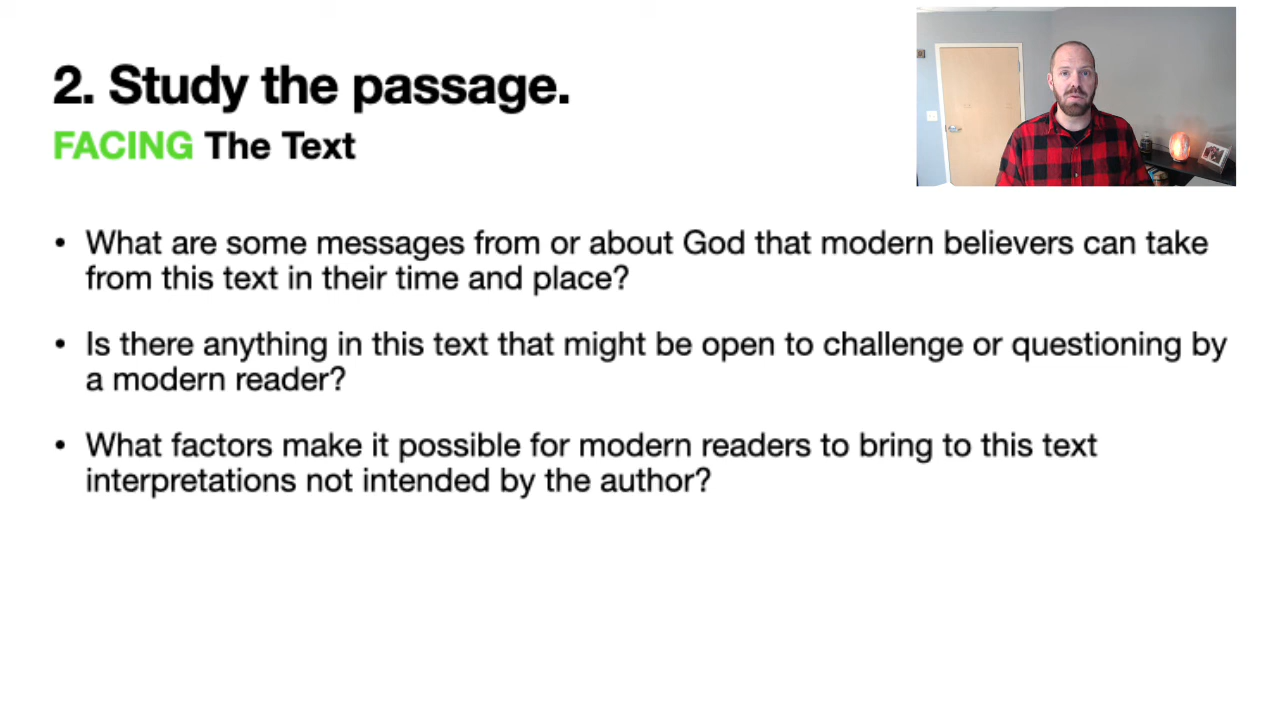 2. Study the passage.
FACING The Text
• What are some messages from or about God that modern believers can take
from this text in their time and place?
• Is there anything in this text that might be open to challenge or questioning by
a modern reader?
• What factors make it possible for modern readers to bring to this text
interpretations not intended by the author?